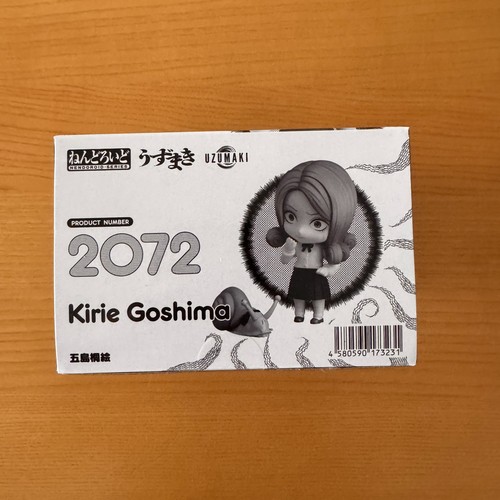 ねんどろいど
NENDOROID SERIES
うずまき
UZUMAKI
PRODUCT NUMBER
2072
Kirie Goshima
五島桐絵
4 580590 173231